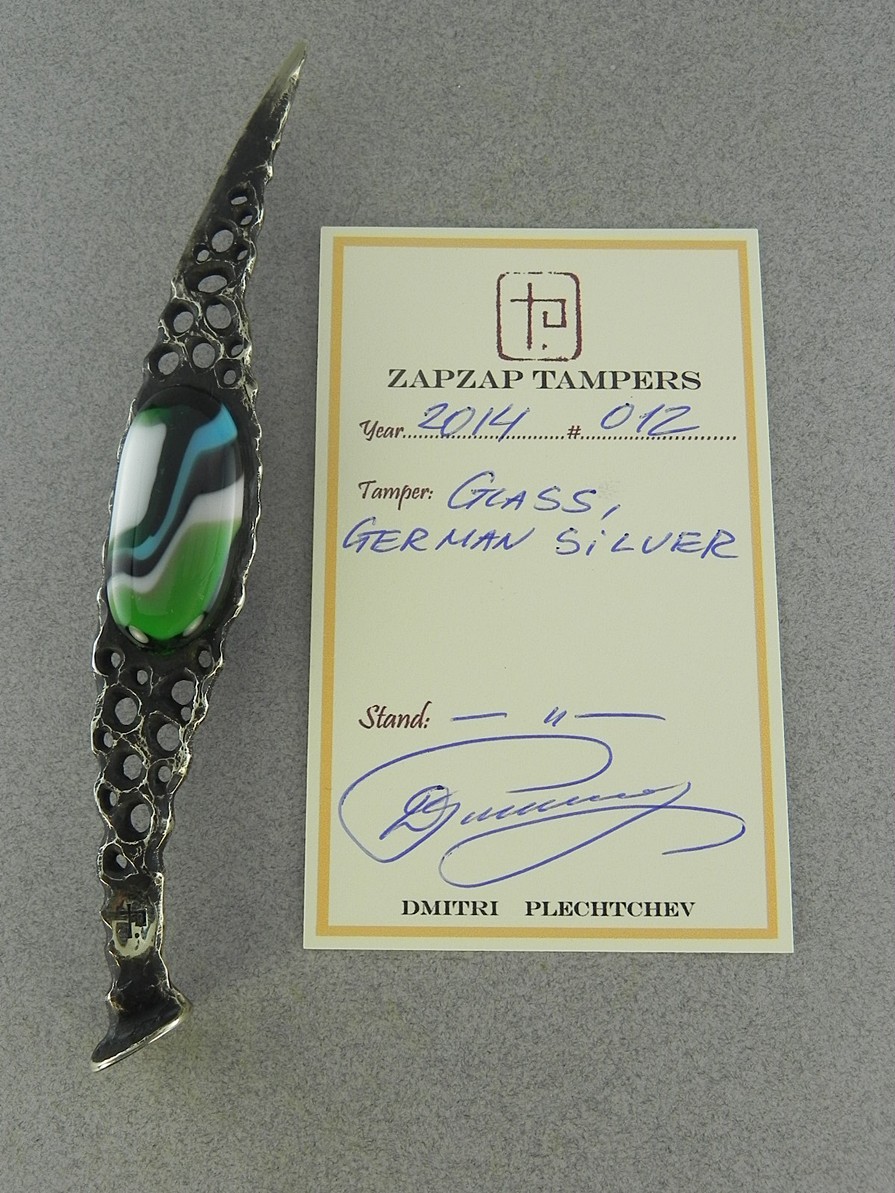 ZAPZAP TAMPERS
Year 2014 # 012
Tamper: GLASS,
GERMAN SILVER
Stand: — " —
DMITRI PLECHTCHEV